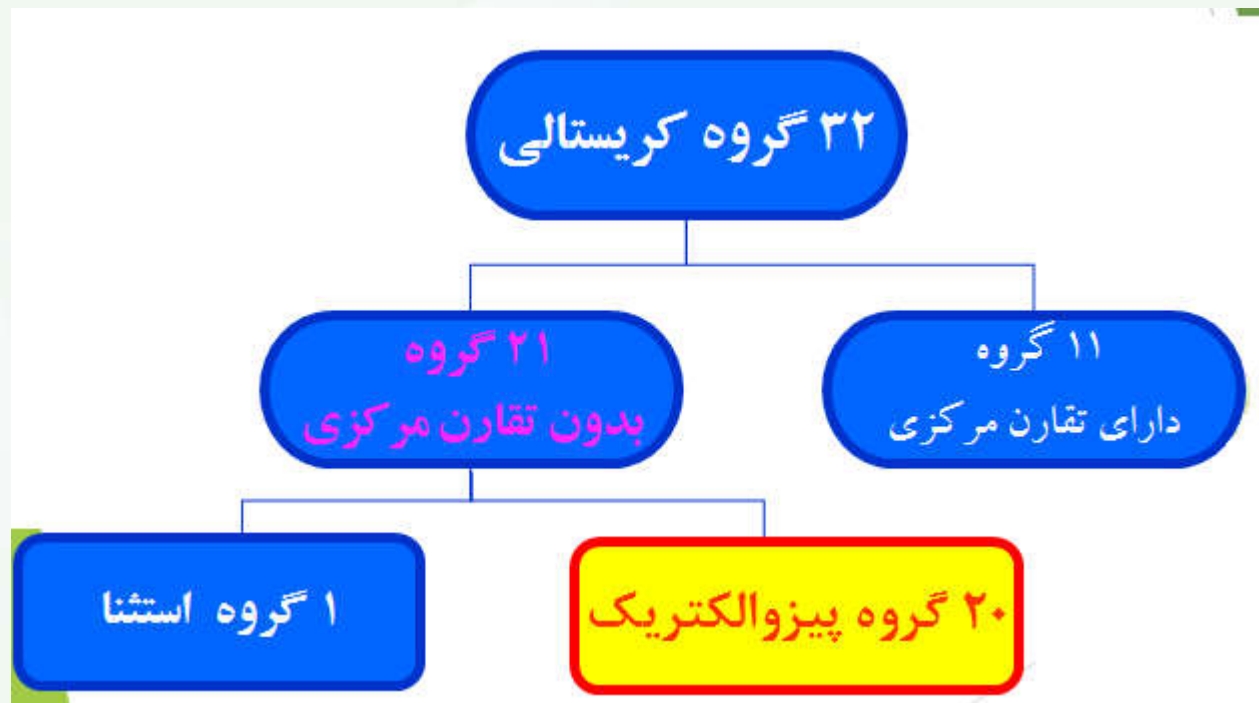 ۳۲ گروه کریستالی
۱۱ گروه
دارای تقارن مرکزی
۲۱ گروه
بدون تقارن مرکزی
۲۰ گروه پیزوالکتریک
۱ گروه استثنا